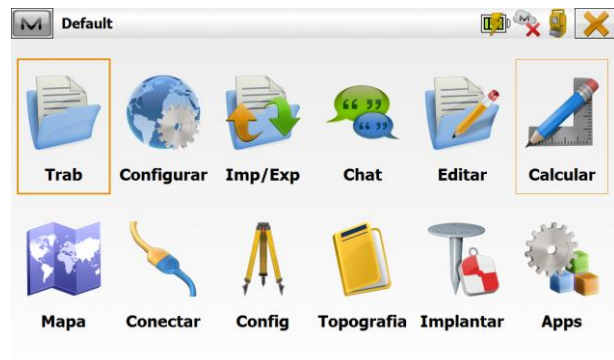 Default
Trab Configurar Imp/Exp Chat Editar Calcular
Mapa Conectar Config Topografia Implantar Apps